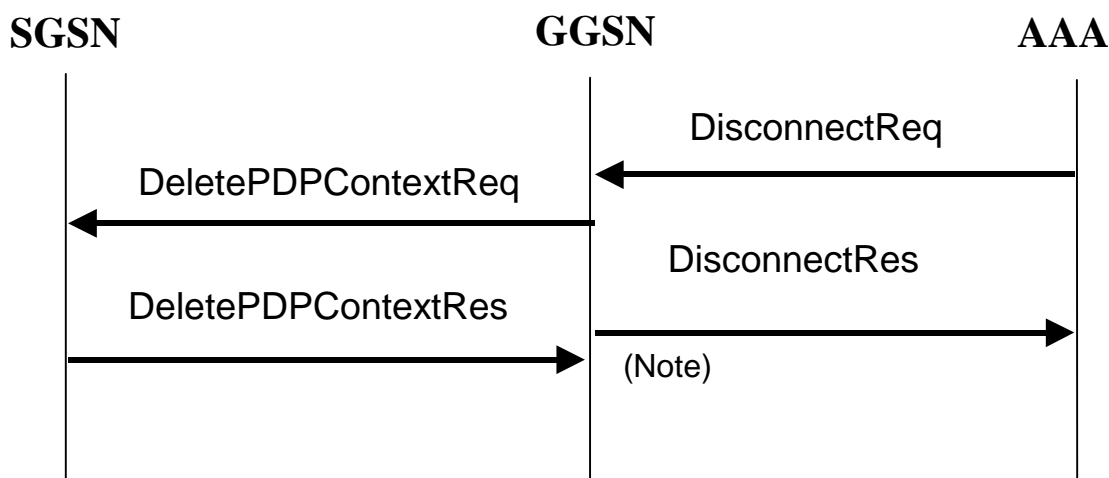 SGSN GGSN AAA
DisconnectReq
DeletePDPContextReq
DisconnectRes
DeletePDPContextRes
(Note)